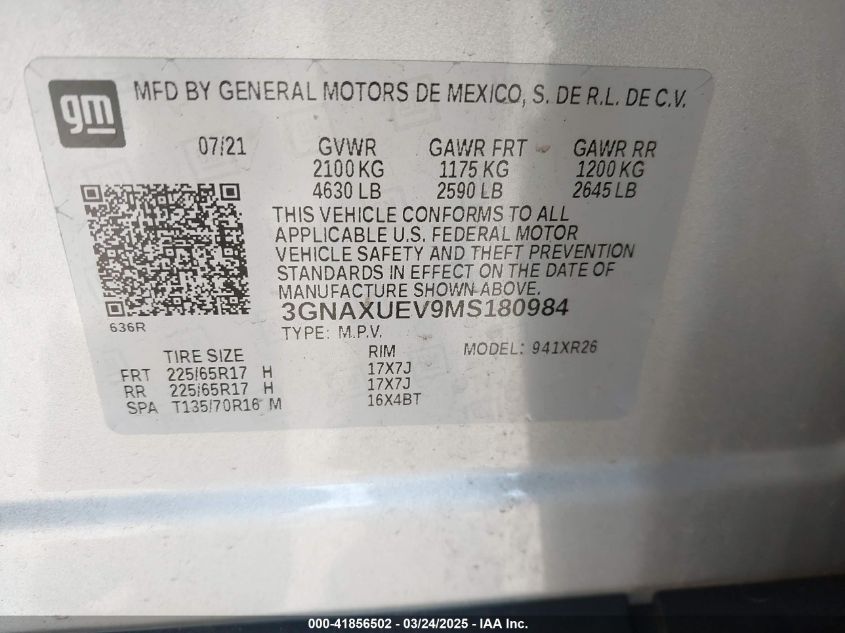 gm
MFD BY GENERAL MOTORS DE MEXICO, S. DE R.L. DE C.V.
07/21 GVWR GAWR FRT GAWR RR
2100 KG 1175 KG 1200 KG
4630 LB 2590 LB 2645 LB
THIS VEHICLE CONFORMS TO ALL
APPLICABLE U.S. FEDERAL MOTOR
VEHICLE SAFETY AND THEFT PREVENTION
STANDARDS IN EFFECT ON THE DATE OF
MANUFACTURE SHOWN ABOVE.
3GNAXUEV9MS180984
636R
TYPE: M.P.V. MODEL: 941XR26
TIRE SIZE RIM
FRT 225/65R17 H 17X7J
RR 225/65R17 H 17X7J
SPA T135/70R16 M 16X4BT
000-41856502 - 03/24/2025 - IAA Inc.